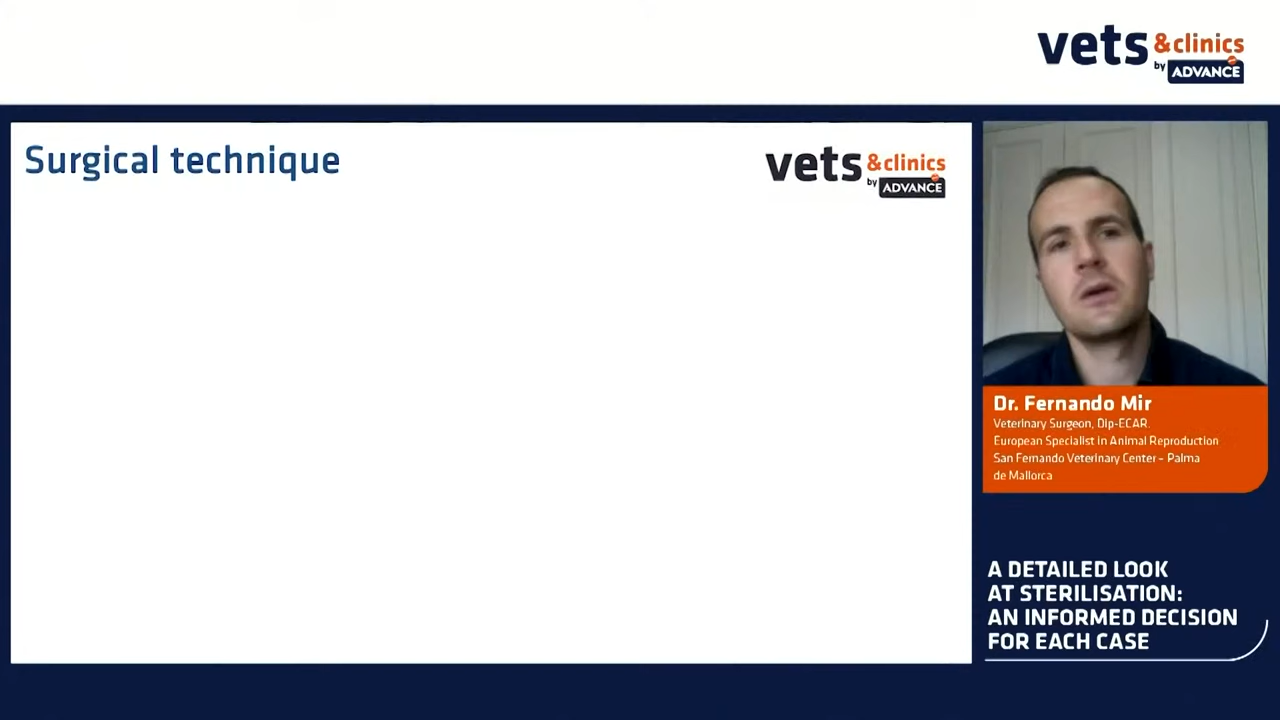 vets &clinics
by ADVANCE
Surgical technique
vets &clinics
by ADVANCE
Dr. Fernando Mir
Veterinary Surgeon, Dip-ECAR.
European Specialist in Animal Reproduction
San Fernando Veterinary Center - Palma
de Mallorca
A DETAILED LOOK
AT STERILISATION:
AN INFORMED DECISION
FOR EACH CASE